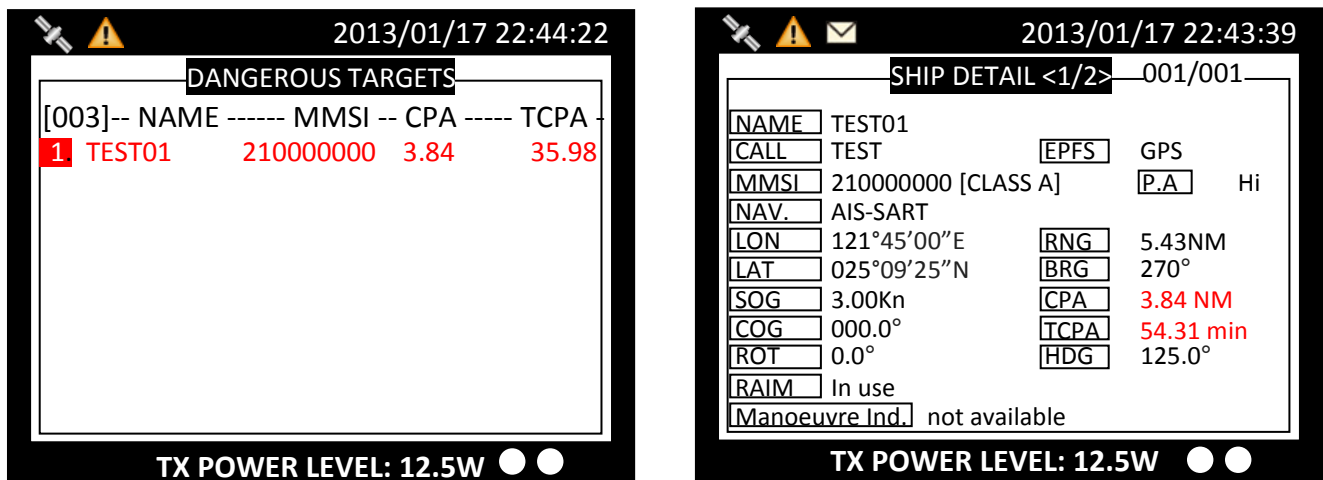 2013/01/17 22:44:22
DANGEROUS TARGETS
[003]-- NAME ------ MMSI -- CPA ----- TCPA -
1. TEST01 210000000 3.84 35.98
TX POWER LEVEL: 12.5W
2013/01/17 22:43:39
SHIP DETAIL <1/2> 001/001
NAME TEST01
CALL TEST EPFS GPS
MMSI 210000000 [CLASS A] P.A Hi
NAV. AIS-SART
LON 121°45’00”E RNG 5.43NM
LAT 025°09’25”N BRG 270°
SOG 3.00Kn CPA 3.84 NM
COG 000.0° TCPA 54.31 min
ROT 0.0° HDG 125.0°
RAIM In use
Manoeuvre Ind. not available
TX POWER LEVEL: 12.5W